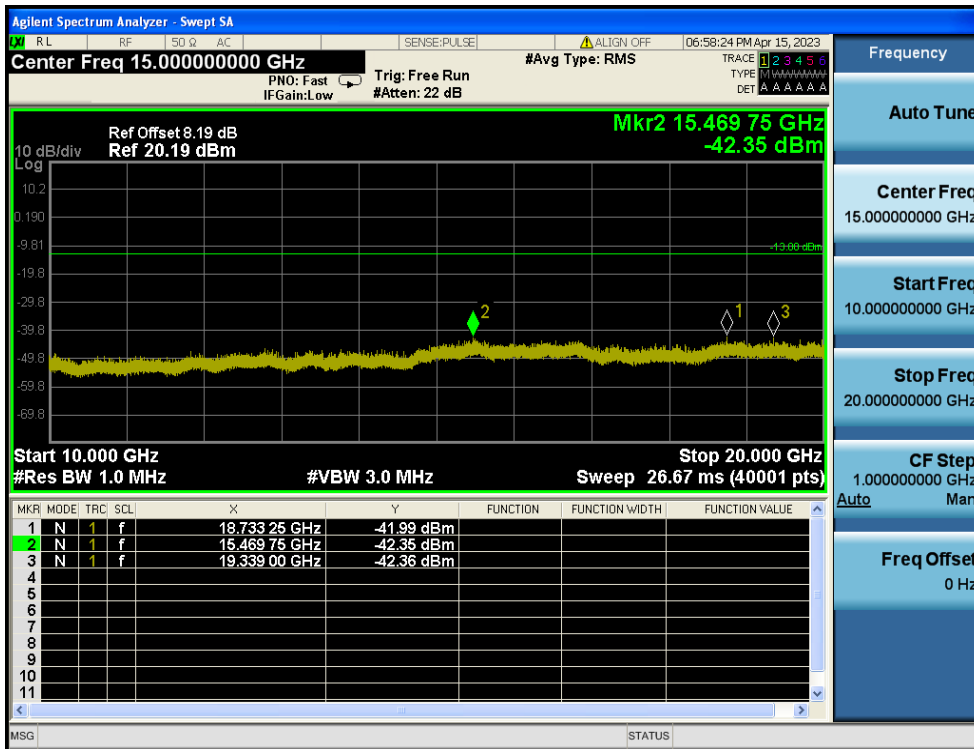 Agilent Spectrum Analyzer - Swept SA
LXI RL RF 50 Ω AC SENSE:PULSE ALIGN OFF 06:58:24 PM Apr 15, 2023
Center Freq 15.000000000 GHz
PNO: Fast
IFGain:Low
Trig: Free Run
#Atten: 22 dB
#Avg Type: RMS
TRACE 1 2 3 4 5 6
TYPE M
DET A A A A A A
Mkr2 15.469 75 GHz
-42.35 dBm
Ref Offset 8.19 dB
10 dB/div Ref 20.19 dBm
Log
10.2
0.190
-9.81
-13.00 dBm
-19.8
-29.8
2
1
3
-39.8
-49.8
-59.8
-69.8
Start 10.000 GHz Stop 20.000 GHz
#Res BW 1.0 MHz #VBW 3.0 MHz Sweep 26.67 ms (40001 pts)
MKR MODE TRC SCL X Y FUNCTION FUNCTION WIDTH FUNCTION VALUE
1 N 1 f 18.733 25 GHz -41.99 dBm
2 N 1 f 15.469 75 GHz -42.35 dBm
3 N 1 f 19.339 00 GHz -42.36 dBm
4
5
6
7
8
9
10
11
MSG STATUS
Frequency
Auto Tune
Center Freq
15.000000000 GHz
Start Freq
10.000000000 GHz
Stop Freq
20.000000000 GHz
CF Step
1.000000000 GHz
Auto Man
Freq Offset
0 Hz